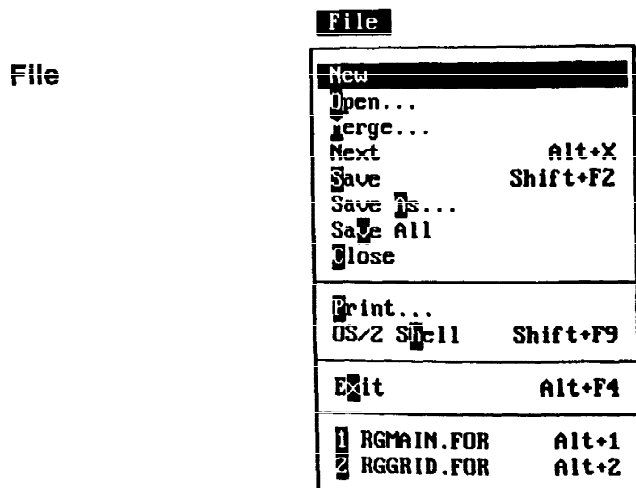 File
File
New
Open...
Merge...
Next Alt+X
Save Shift+F2
Save As...
Save All
Close
Print...
OS/2 Shell Shift+F9
Exit Alt+F4
1 RGMAIN.FOR Alt+1
2 RGGRID.FOR Alt+2